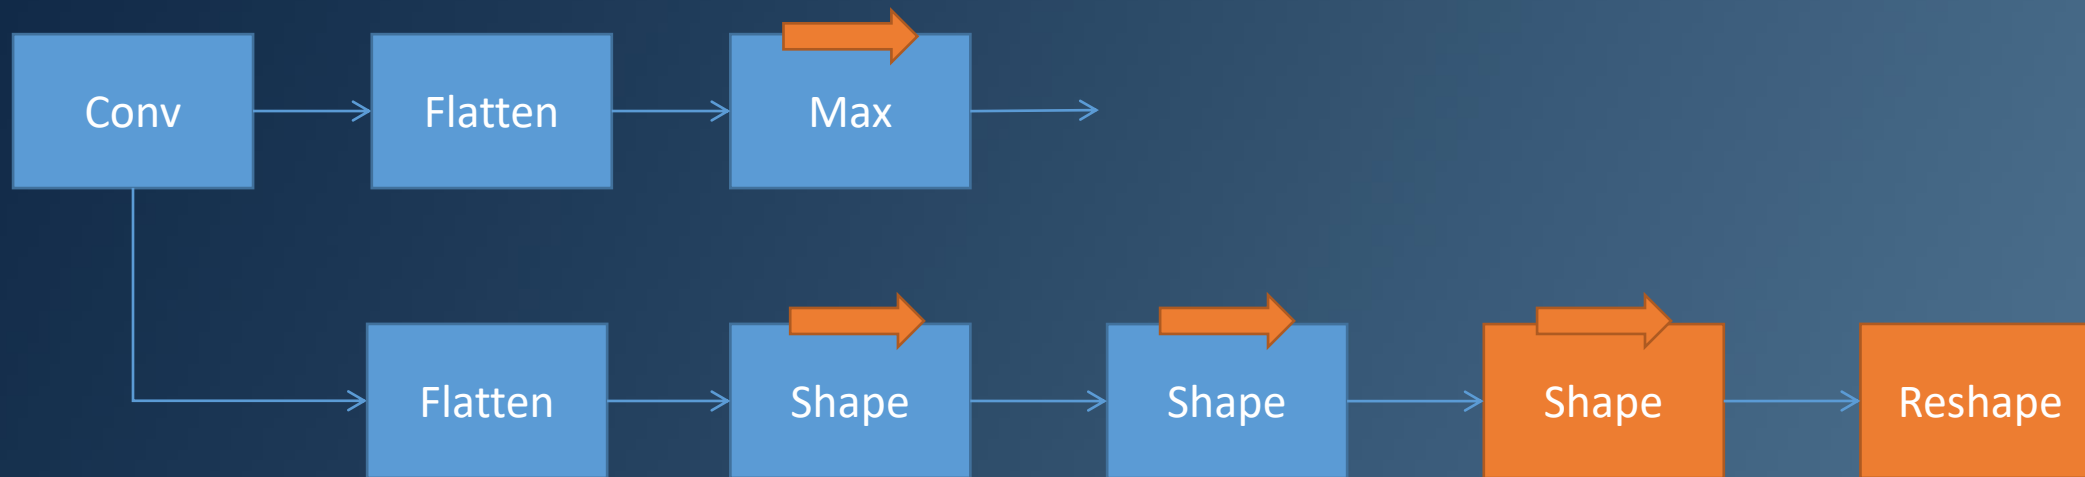 Conv
Flatten
Max
Flatten
Shape
Shape
Shape
Reshape